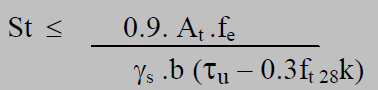 St ≤ 0.9. Aₜ .fₑ
γₛ .b (τᵤ – 0.3fₜ ₂₈k)